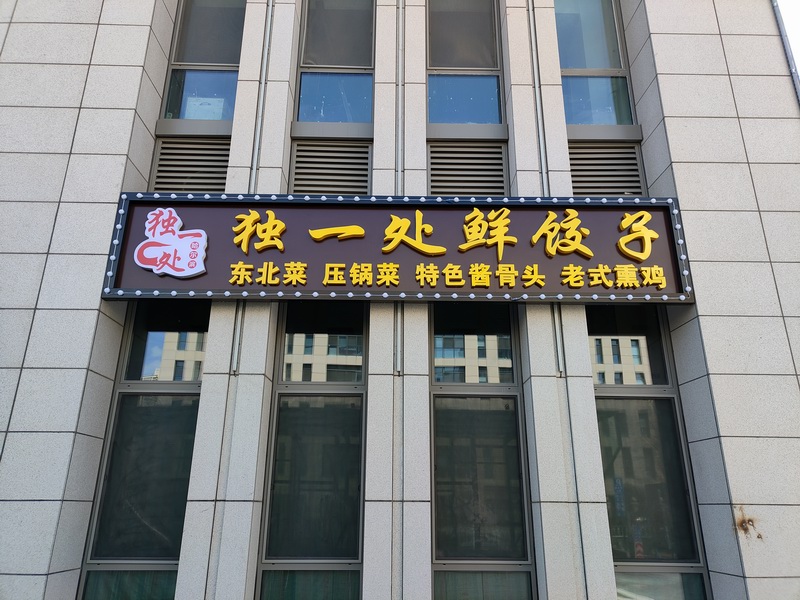 独一处
独一处鲜饺子
东北菜 压锅菜 特色酱骨头 老式熏鸡